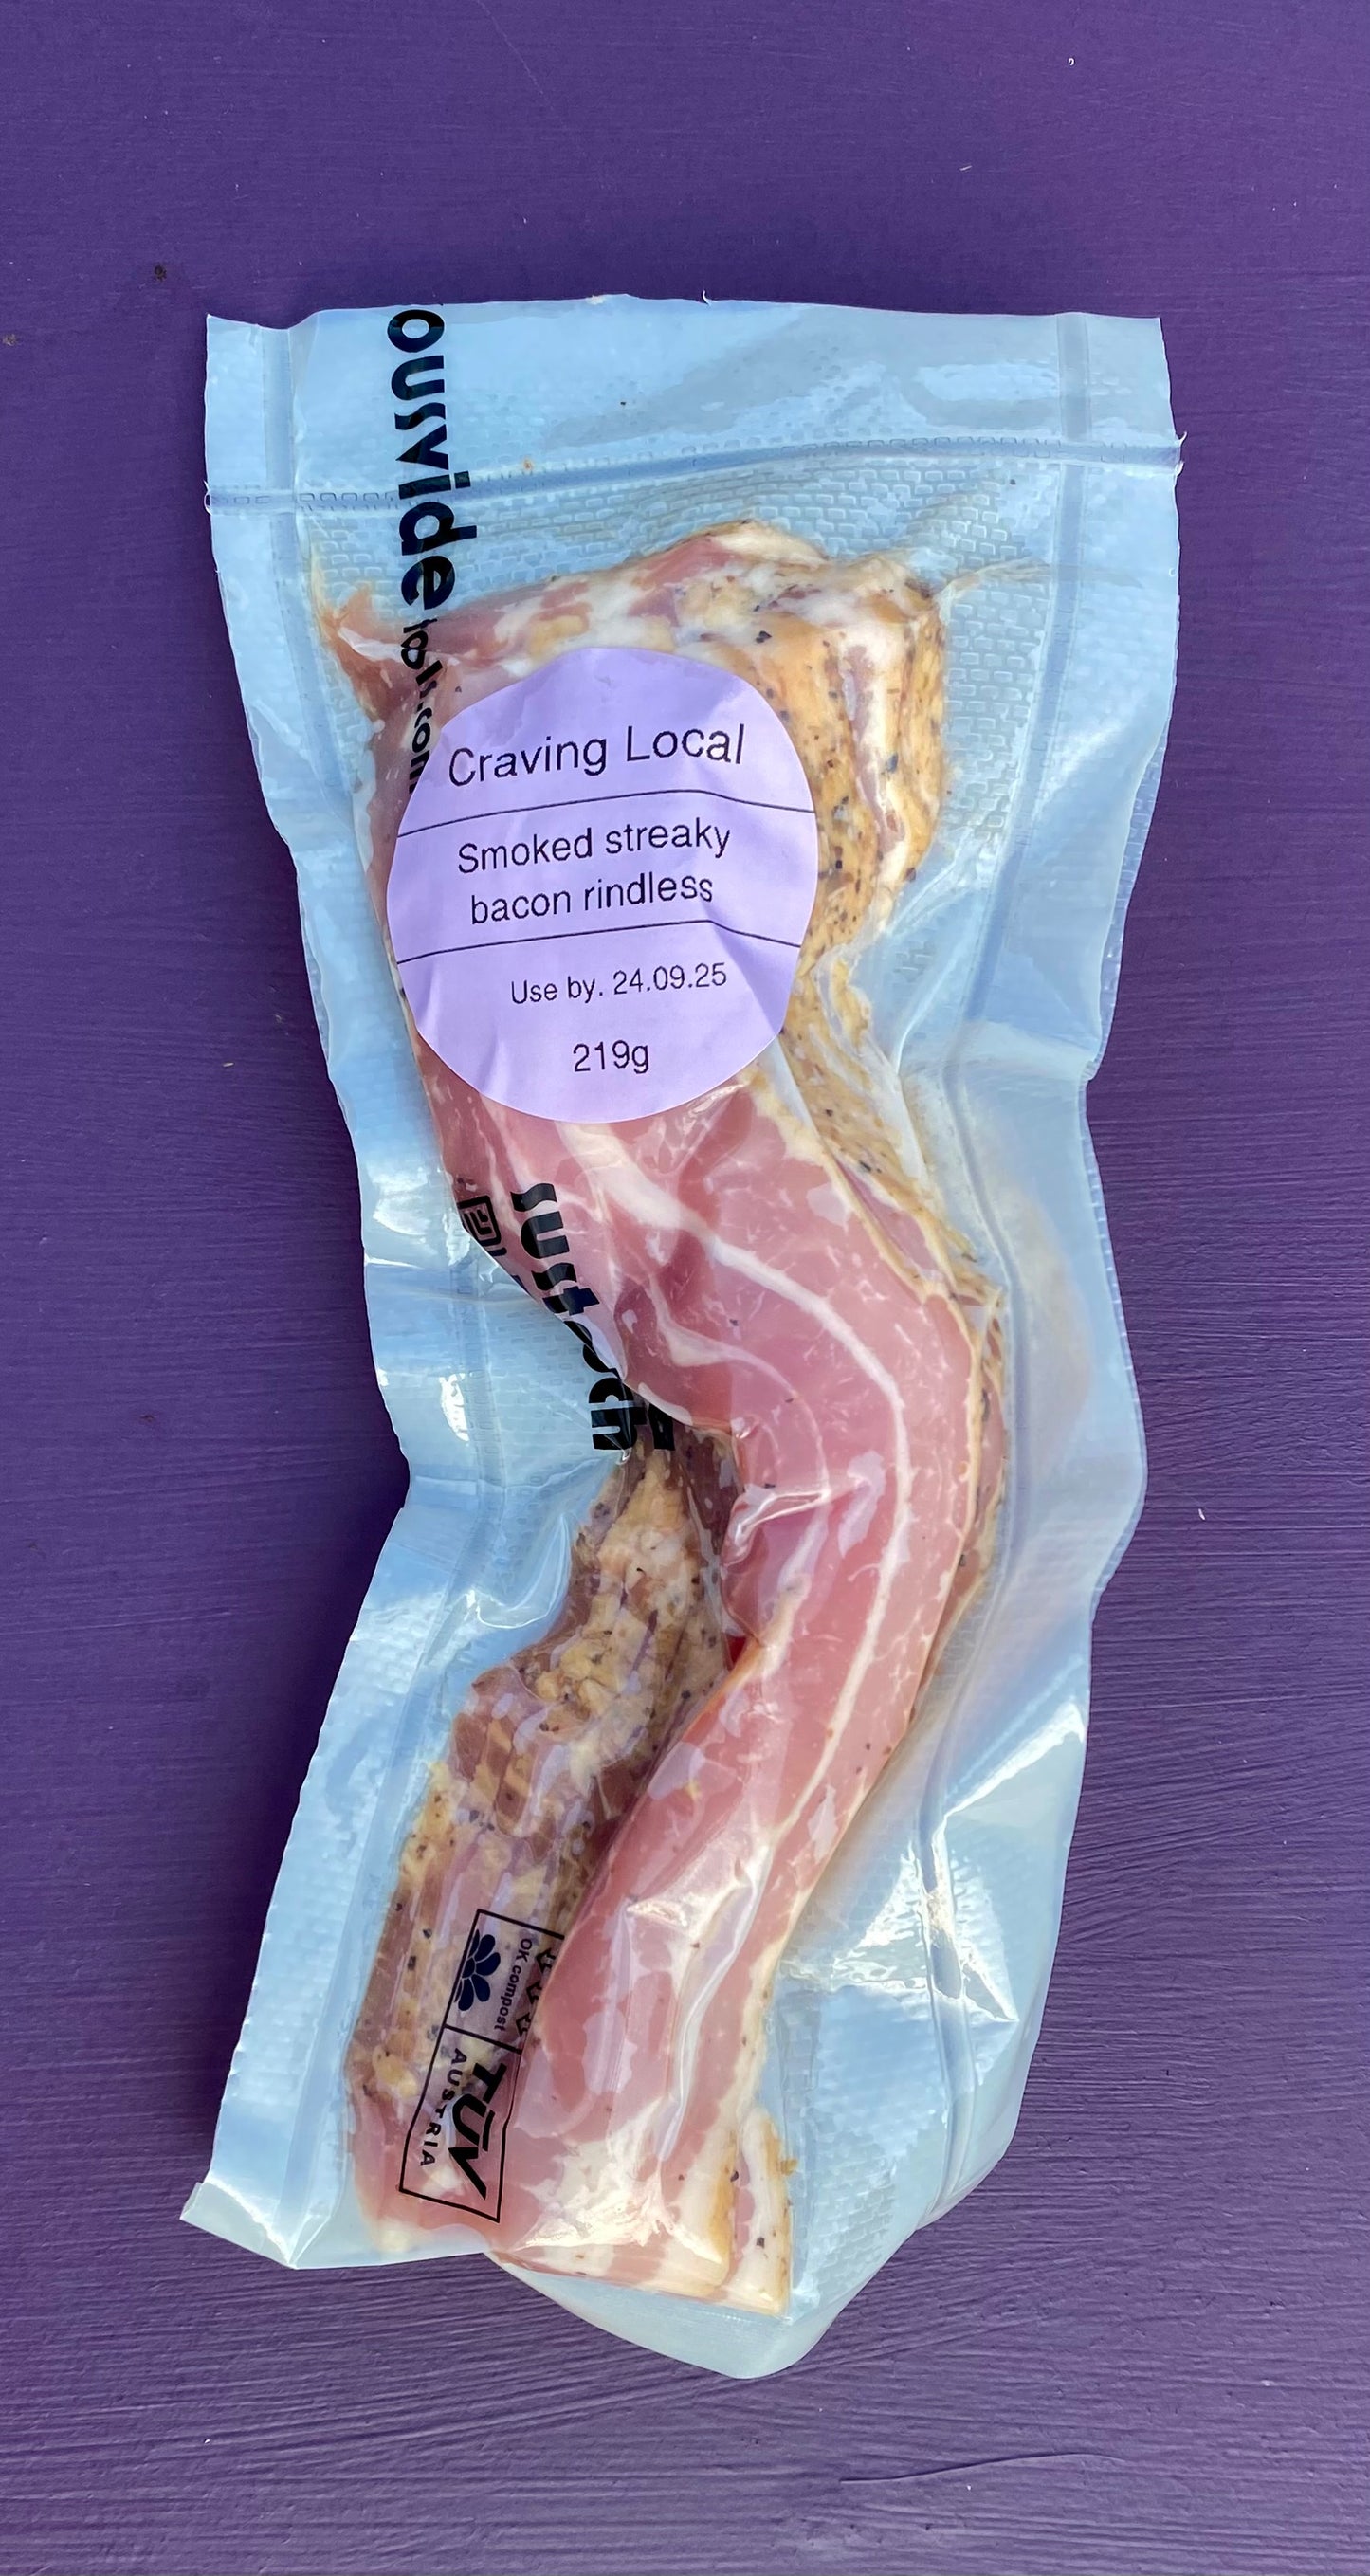 Craving Local
Smoked streaky
bacon rindless
Use by. 24.09.25
219g
ousvide
OK compost
TÜV
AUSTRIA